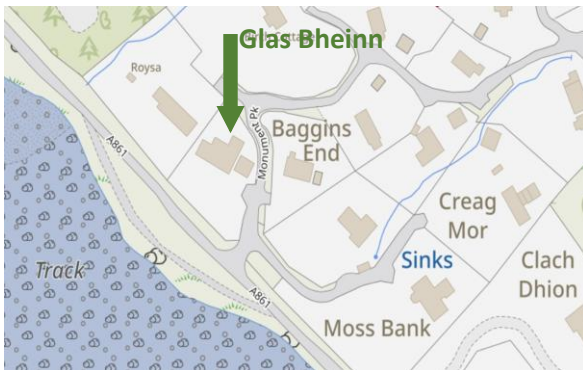 Glas Bheinn
Roysa
A861
Monument Pk
Baggins
End
Creag
Mor
Sinks
Clach
Dhion
Track
A861
Moss Bank